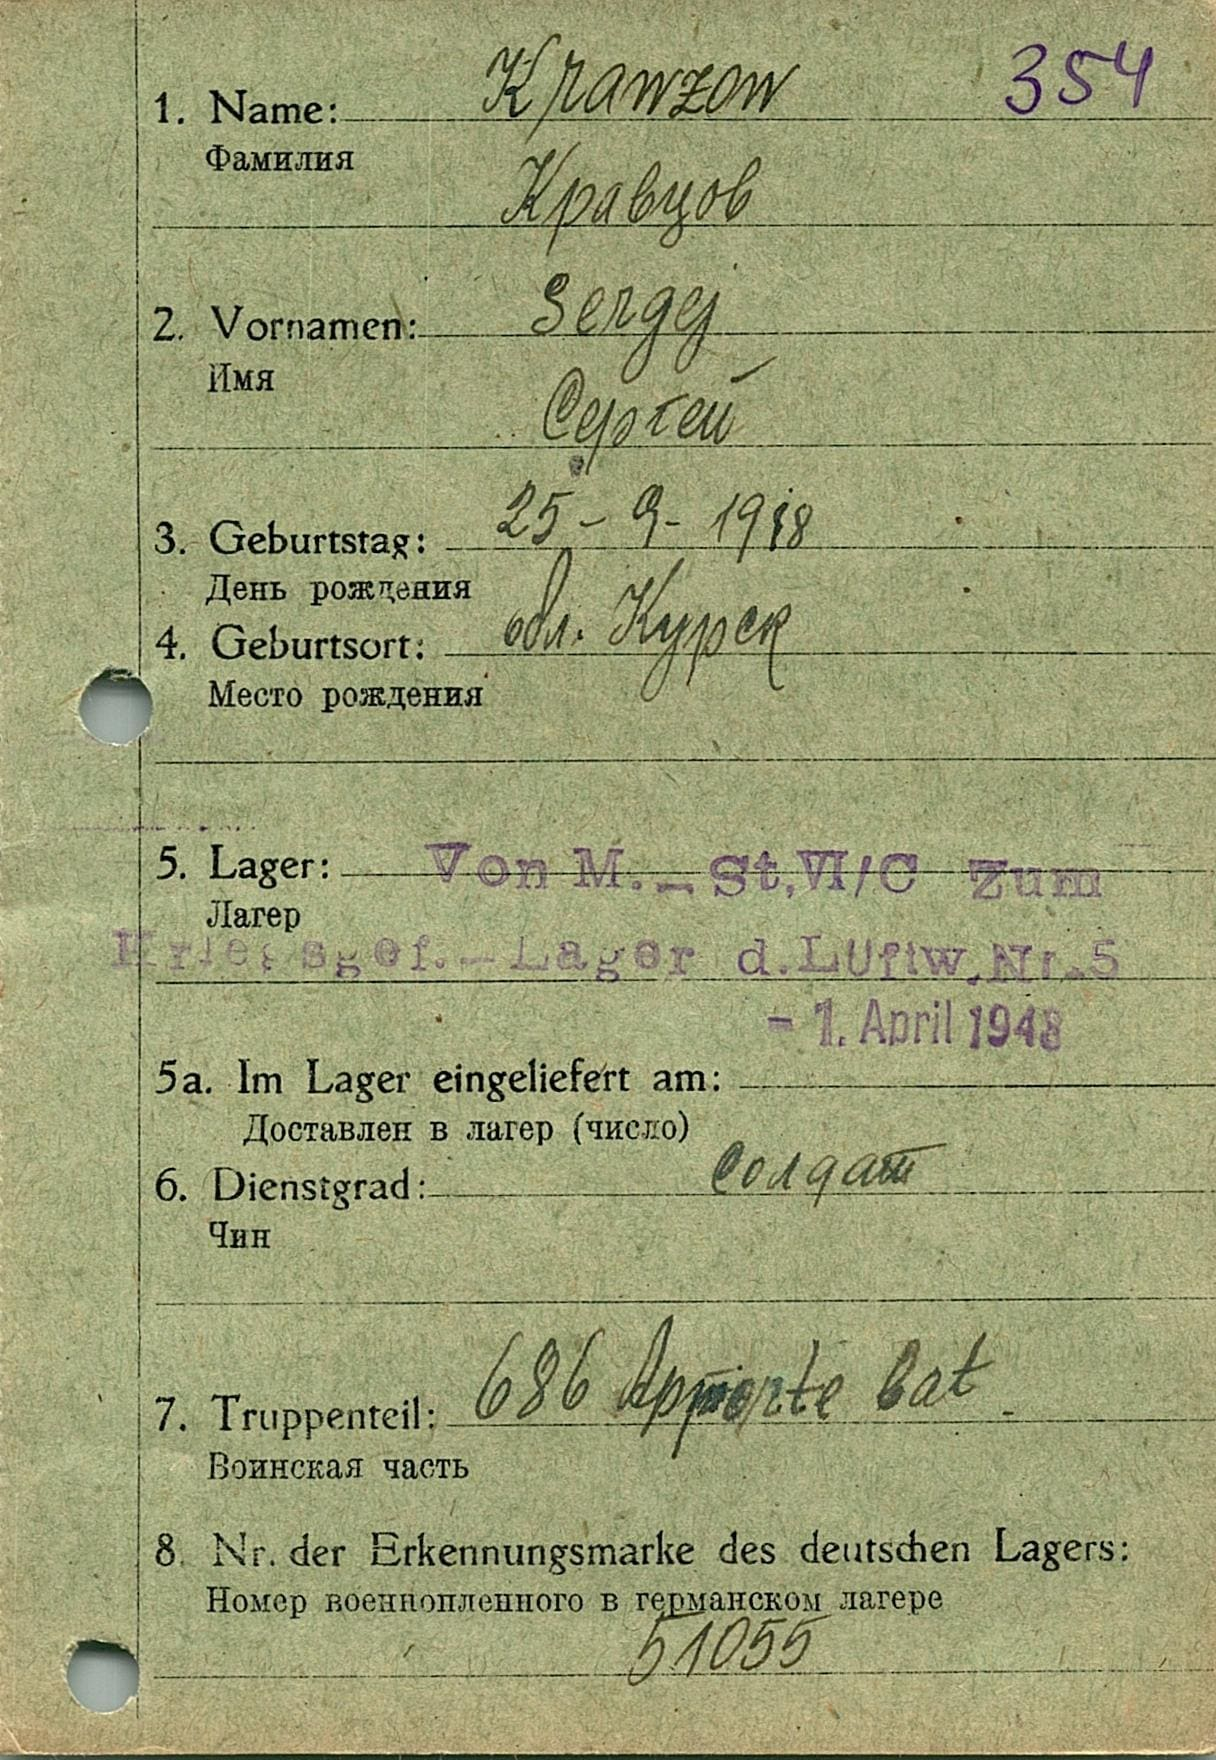 354
1. Name: Krawzow
Фамилия
Кравцов
2. Vornamen: Sergej
Имя
Сергей
3. Geburtstag: 25 - 9 - 1918
День рождения
4. Geburtsort: обл. Курск
Место рождения
5. Lager: Von M.-St.VI/C Zum
Лагер
Kriegsgef.-Lager d.Luftw.Nr.5
- 1. April 1943
5a. Im Lager eingeliefert am:
Доставлен в лагер (число)
6. Dienstgrad: Солдат
Чин
7. Truppenteil: 686 bat
Воинская часть
8. Nr. der Erkennungsmarke des deutschen Lagers:
Номер военнопленного в германском лагере
51055